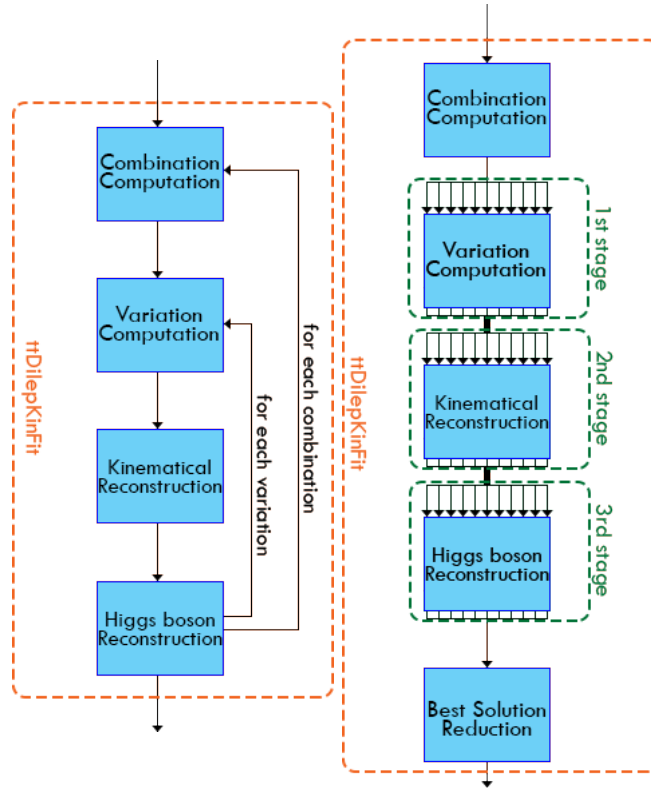 Combination
Computation
Variation
Computation
Kinematical
Reconstruction
Higgs boson
Reconstruction
for each variation
for each combination
ttDilepKinFit
Combination
Computation
1st stage
Variation
Computation
2nd stage
Kinematical
Reconstruction
3rd stage
Higgs boson
Reconstruction
Best Solution
Reduction
ttDilepKinFit